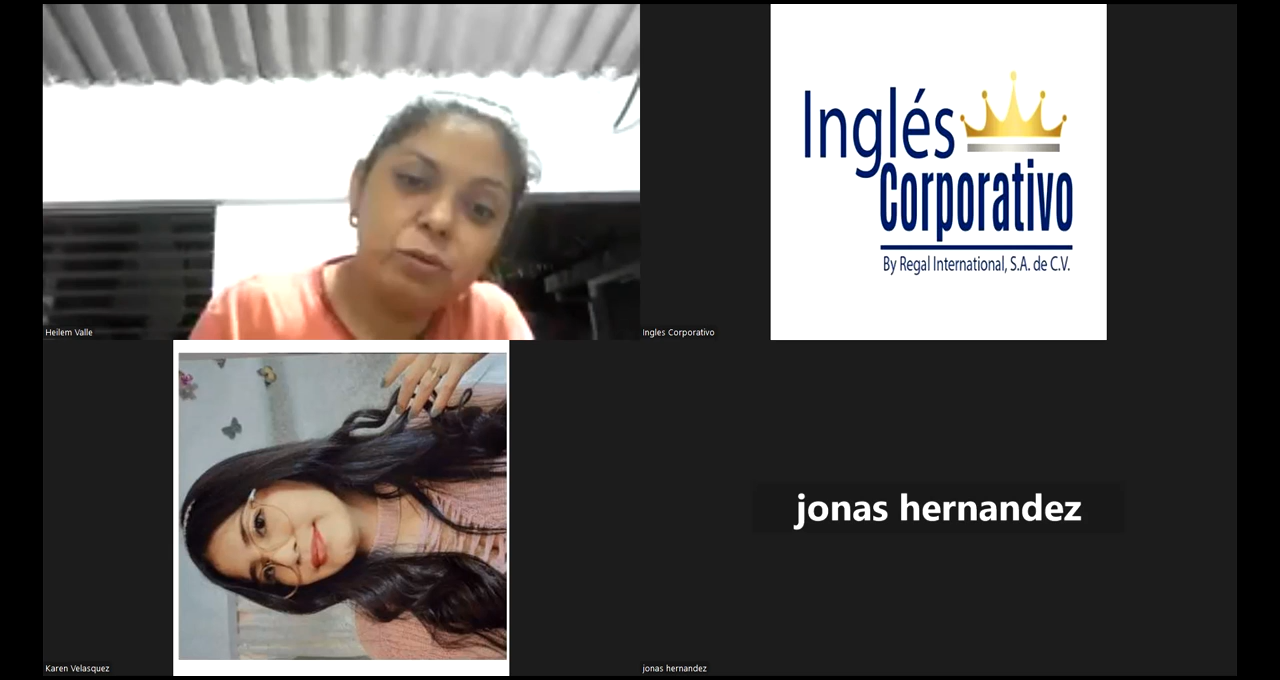 Inglés
Corporativo
By Regal International, S.A. de C.V.
Heilem Valle
Ingles Corporativo
jonas hernandez
Karen Velasquez
jonas hernandez